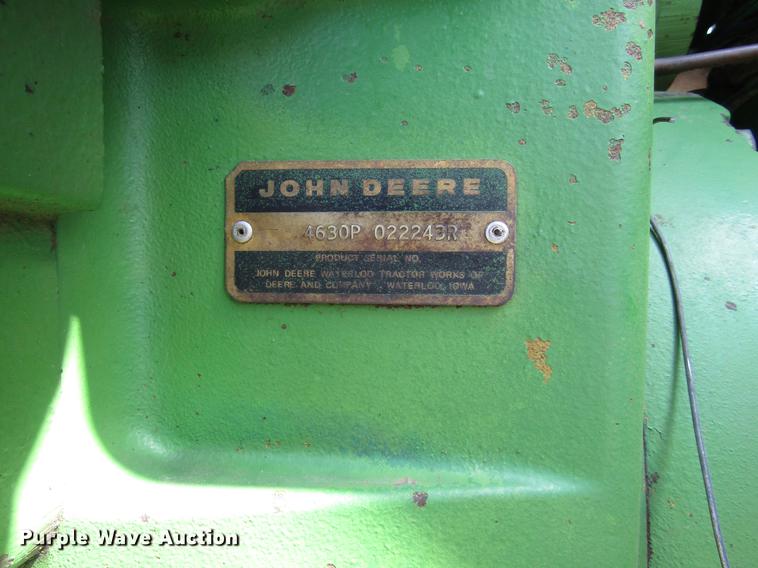 JOHN DEERE
4630P 022243R
PRODUCT SERIAL NO.
JOHN DEERE WATERLOO TRACTOR WORKS OF
DEERE AND COMPANY WATERLOO, IOWA
Purple Wave Auction